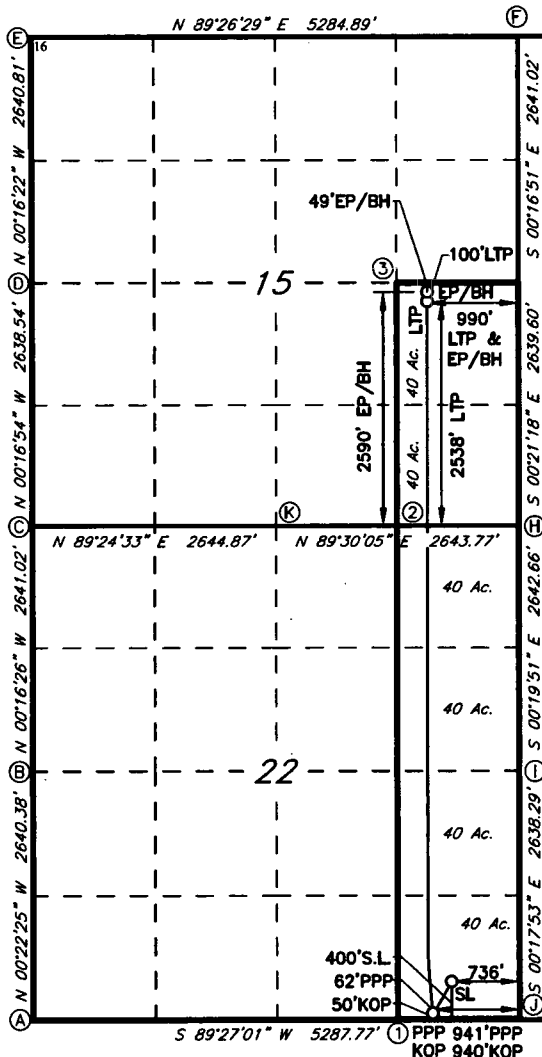 F
N 89°26'29" E 5284.89'
E
16
N 00°16'22" W 2640.81'
S 00°16'51" E 2641.02'
49'EP/BH
100'LTP
3
D
15
EP/BH
LTP
990'
LTP &
EP/BH
40 Ac.
2590' EP/BH
2538' LTP
N 00°16'54" W 2638.54'
S 00°21'18" E 2639.60'
40 Ac.
K
2
C
H
N 89°24'33" E 2644.87'
N 89°30'05" E 2643.77'
40 Ac.
N 00°16'26" W 2641.02'
S 00°19'51" E 2642.66'
40 Ac.
B
22
I
40 Ac.
N 00°22'25" W 2640.38'
S 00°17'53" E 2638.29'
40 Ac.
400'S.L.
736'
62'PPP
SL
50'KOP
A
J
S 89°27'01" W 5287.77'
1
PPP 941'PPP
KOP 940'KOP